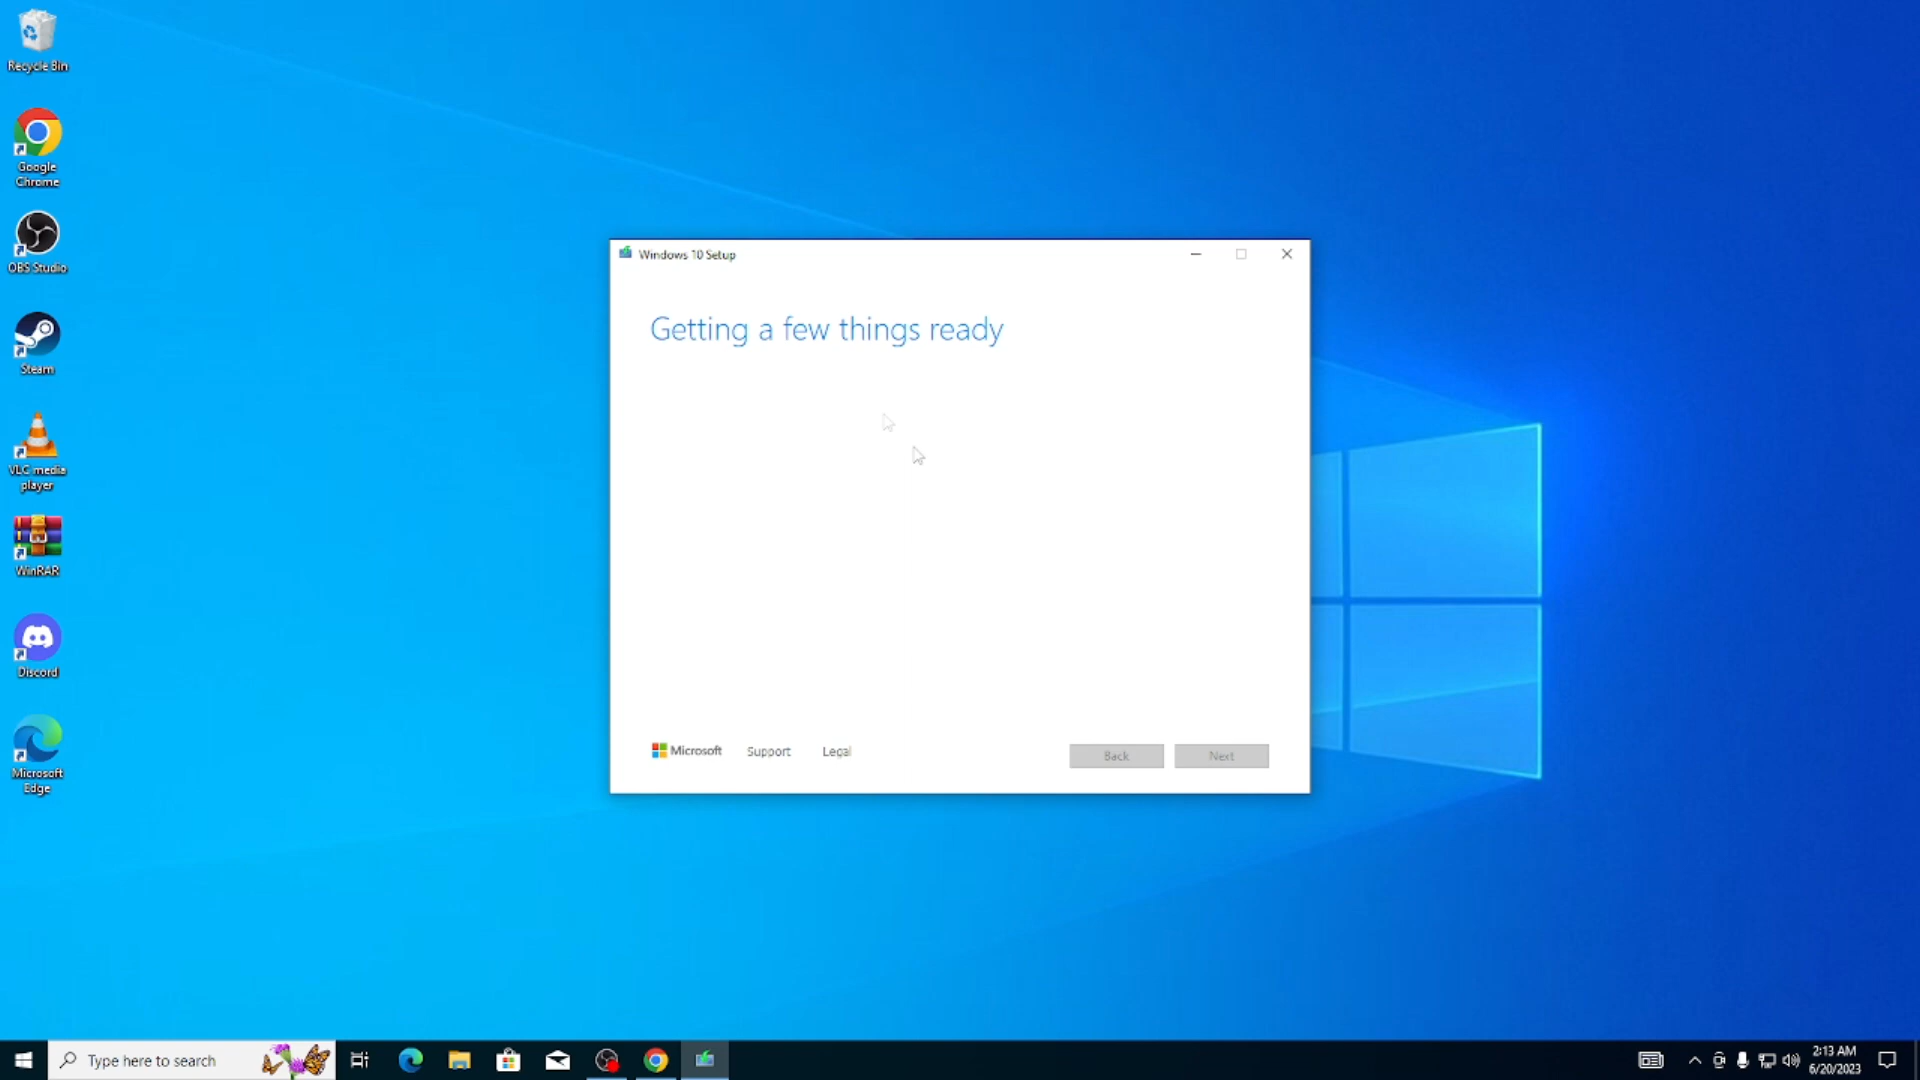 Recycle Bin
Google
Chrome
OBS Studio
Steam
VLC media
player
WinRAR
Discord
Microsoft
Edge
Windows 10 Setup
Getting a few things ready
Microsoft
Support
Legal
Back
Next
Type here to search
2:13 AM
6/20/2023